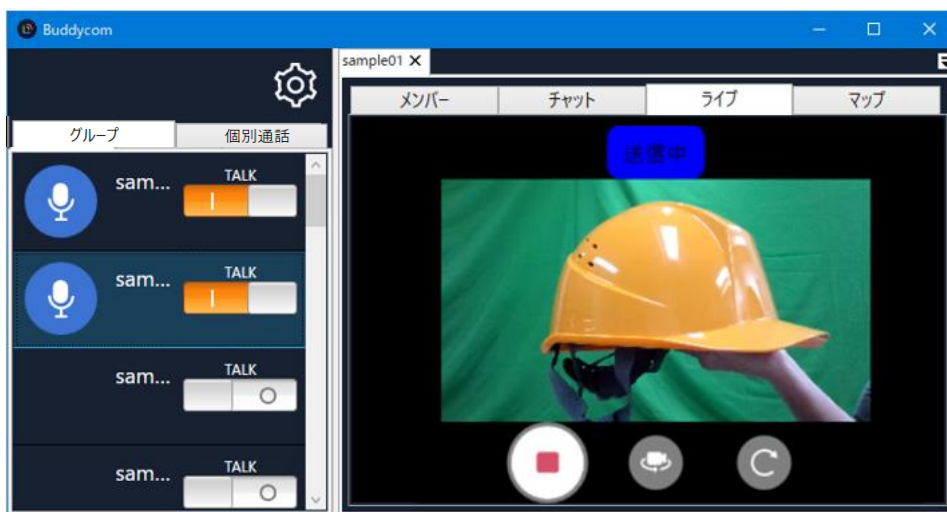 Buddycom
sample01
メンバー
チャット
ライブ
マップ
グループ
個別通話
送信中
sam...
TALK
sam...
TALK
sam...
TALK
sam...
TALK